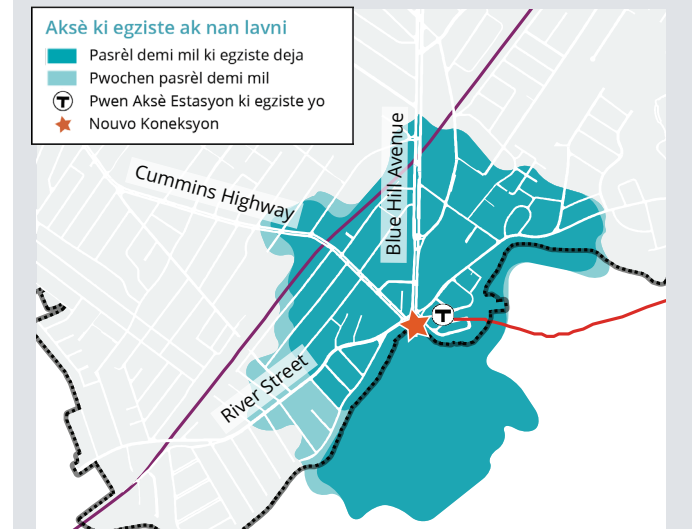 Aksè ki egziste ak nan lavni
Pasrèl demi mil ki egziste deja
Pwochen pasrèl demi mil
T
Pwen Aksè Estasyon ki egziste yo
Nouvo Koneksyon
Cummins Highway
Blue Hill Avenue
T
River Street